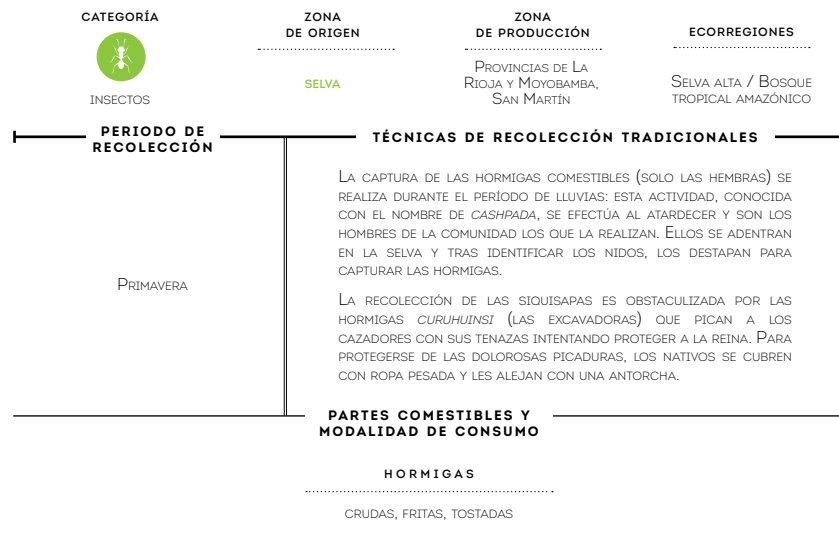 CATEGORÍA
INSECTOS
ZONA
DE ORIGEN
SELVA
ZONA
DE PRODUCCIÓN
Provincias de La
Rioja y Moyobamba,
San Martín
ECORREGIONES
Selva alta / Bosque
tropical amazónico
PERIODO DE
RECOLECCIÓN
Primavera
TÉCNICAS DE RECOLECCIÓN TRADICIONALES
La captura de las hormigas comestibles (solo las hembras) se
realiza durante el período de lluvias: esta actividad, conocida
con el nombre de cashpada, se efectúa al atardecer y son los
hombres de la comunidad los que la realizan. Ellos se adentran
en la selva y tras identificar los nidos, los destapan para
capturar las hormigas.
La recolección de las siquisapas es obstaculizada por las
hormigas curuhuinsi (las excavadoras) que pican a los
cazadores con sus tenazas intentando proteger a la reina. Para
protegerse de las dolorosas picaduras, los nativos se cubren
con ropa pesada y les alejan con una antorcha.
PARTES COMESTIBLES Y
MODALIDAD DE CONSUMO
HORMIGAS
crudas, fritas, tostadas